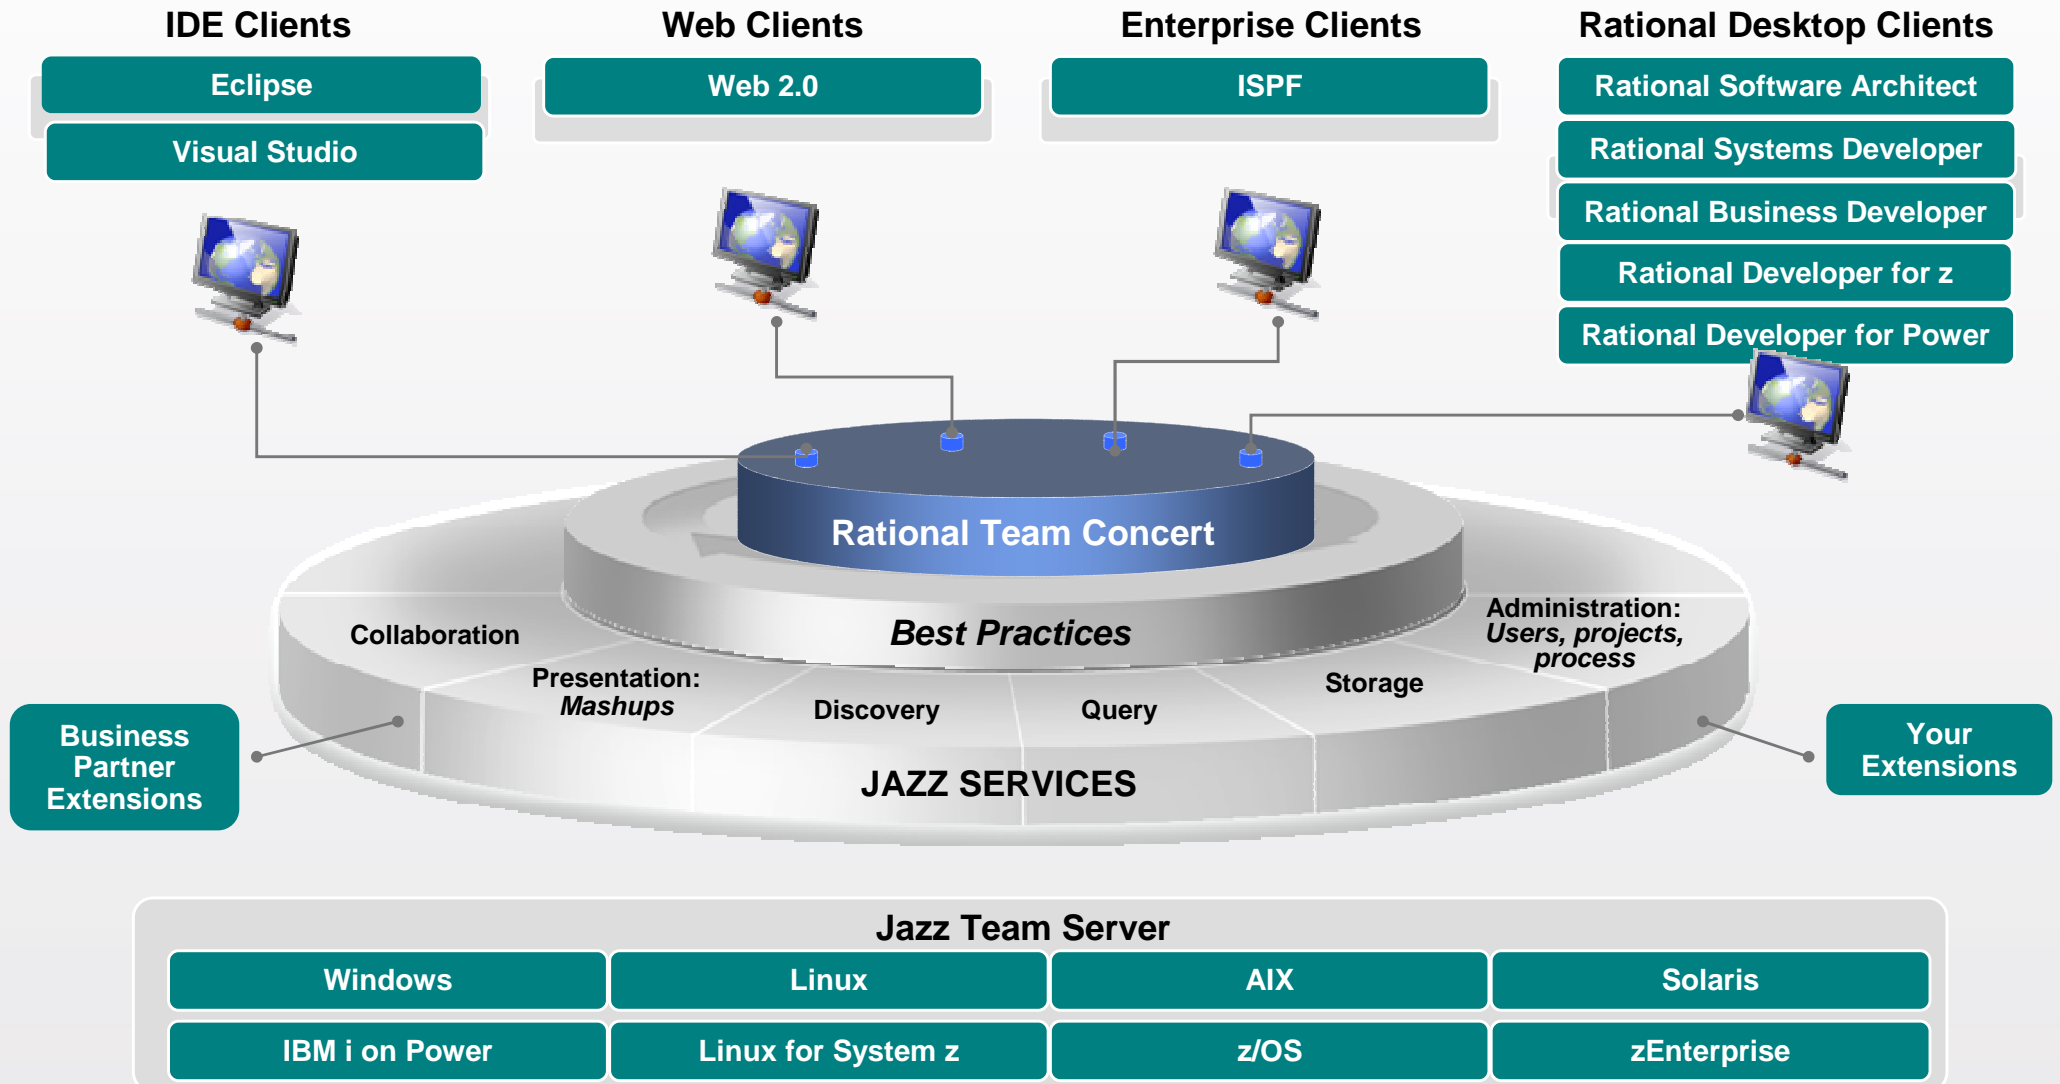 IDE Clients
Web Clients
Enterprise Clients
Rational Desktop Clients
Eclipse
Visual Studio
Web 2.0
ISPF
Rational Software Architect
Rational Systems Developer
Rational Business Developer
Rational Developer for z
Rational Developer for Power
Rational Team Concert
Best Practices
Collaboration
Presentation:
Mashups
Discovery
Query
Storage
Administration:
Users, projects,
process
JAZZ SERVICES
Business
Partner
Extensions
Your
Extensions
Jazz Team Server
Windows
Linux
AIX
Solaris
IBM i on Power
Linux for System z
z/OS
zEnterprise